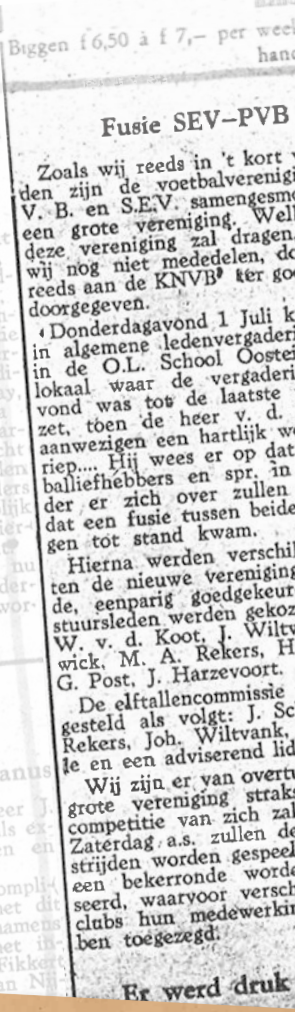 Biggen f 6,50 à f 7,— per week
hand
Fusie SEV—PVB
Zoals wij reeds in 't kort
den zijn de voetbalverenigi
V. B. en S.E.V. samengesme
een grote vereniging. Wel
deze vereniging zal dragen,
wij nog niet mededelen, do
reeds aan de KNVB ter goe
doorgegeven.
Donderdagavond 1 Juli k
in algemene ledenvergaderi
in de O.L. School Oostei
lokaal waar de vergaderi
vond was tot de laatste
zet, toen de heer v. d.
aanwezigen een hartlijk we
riep.... Hij wees er op dat
balliefhebbers en spr. in
der er zich over zullen
dat een fusie tussen beide
gen tot stand kwam.
Hierna werden verschil
ten de nieuwe vereniging
de, eenparig goedgekeur
stuursleden werden gekoz
W. v. d. Koot, J. Wiltv
wick, M. A. Rekers, H
G. Post, J. Harzevoort.
De elftallencommissie
gesteld als volgt: J. Sc
Rekers, Joh. Wiltvank,
le en een adviserend lid
Wij zijn er van overtu
grote vereniging straks
competitie van zich zal
Zaterdag a.s. zullen de
strijden worden gespeel
een bekerronde worde
seerd, waarvoor versch
clubs hun medewerkin
ben toegezegd.
Er werd druk